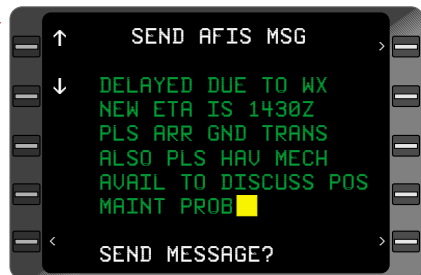 ↑ SEND AFIS MSG >
↓ DELAYED DUE TO WX
NEW ETA IS 1430Z
PLS ARR GND TRANS
ALSO PLS HAV MECH
AVAIL TO DISCUSS POS
MAINT PROB
< SEND MESSAGE? >